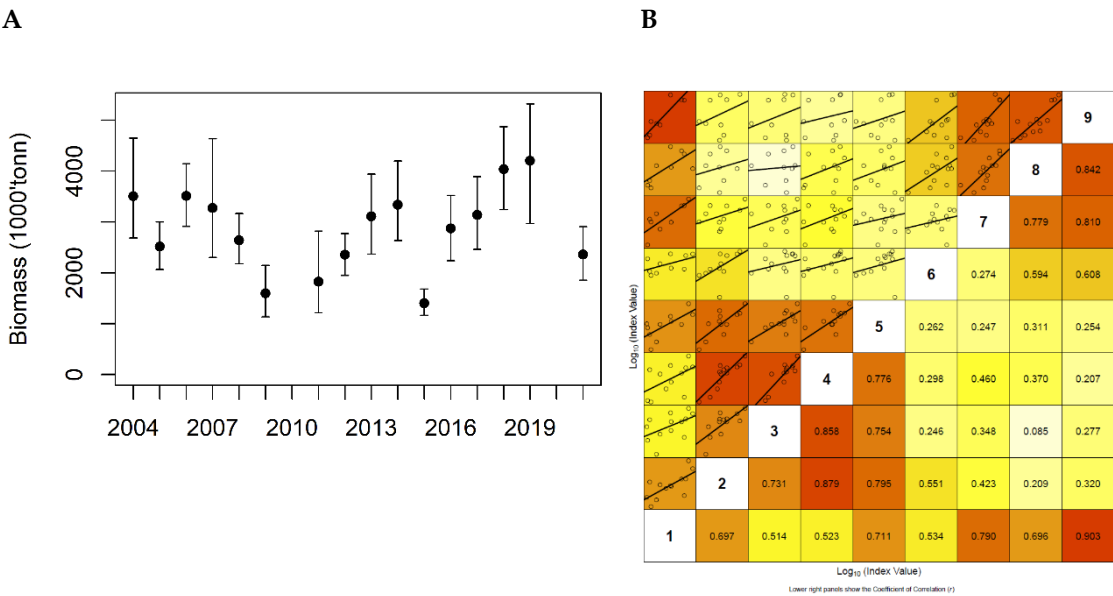 A
B
Biomass (1000'tonn)
4000
2000
0
2004 2007 2010 2013 2016 2019
Log10 (Index Value)
9
8 0.842
7 0.779 0.810
6 0.274 0.594 0.608
5 0.262 0.247 0.311 0.254
4 0.776 0.298 0.460 0.370 0.207
3 0.858 0.754 0.246 0.348 0.085 0.277
2 0.731 0.879 0.795 0.551 0.423 0.209 0.320
1 0.697 0.514 0.523 0.711 0.534 0.790 0.696 0.903
Log10 (Index Value)
Lower right panels show the Coefficient of Correlation (r)